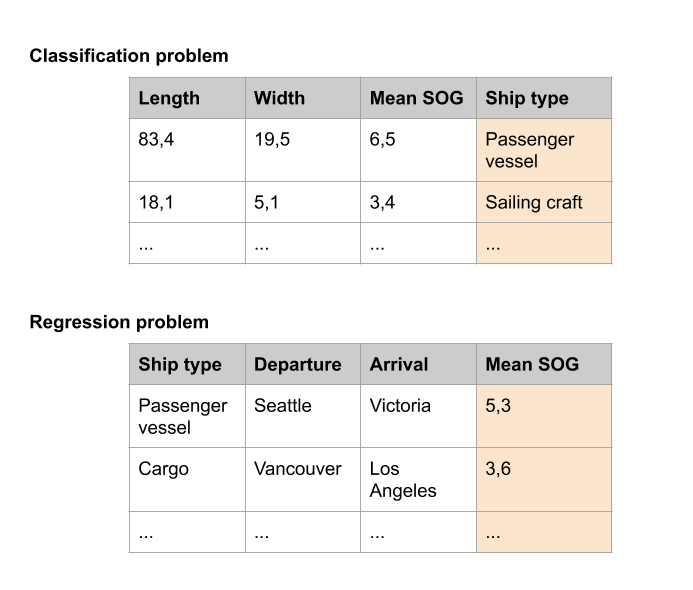 Classification problem
Length Width Mean SOG Ship type
83,4 19,5 6,5 Passenger vessel
18,1 5,1 3,4 Sailing craft
... ... ... ...
Regression problem
Ship type Departure Arrival Mean SOG
Passenger vessel Seattle Victoria 5,3
Cargo Vancouver Los Angeles 3,6
... ... ... ...